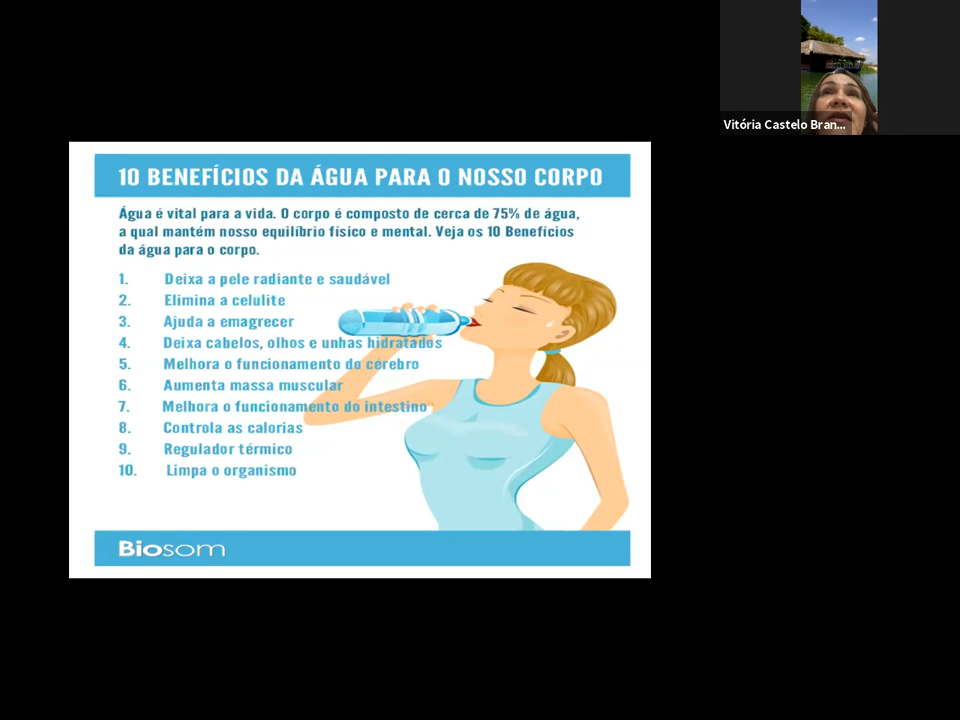 Vitória Castelo Bran...
10 BENEFÍCIOS DA ÁGUA PARA O NOSSO CORPO
Água é vital para a vida. O corpo é composto de cerca de 75% de água,
a qual mantém nosso equilíbrio físico e mental. Veja os 10 Benefícios
da água para o corpo.
1. Deixa a pele radiante e saudável
2. Elimina a celulite
3. Ajuda a emagrecer
4. Deixa cabelos, olhos e unhas hidratados
5. Melhora o funcionamento do cérebro
6. Aumenta massa muscular
7. Melhora o funcionamento do intestino
8. Controla as calorias
9. Regulador térmico
10. Limpa o organismo
Biosom